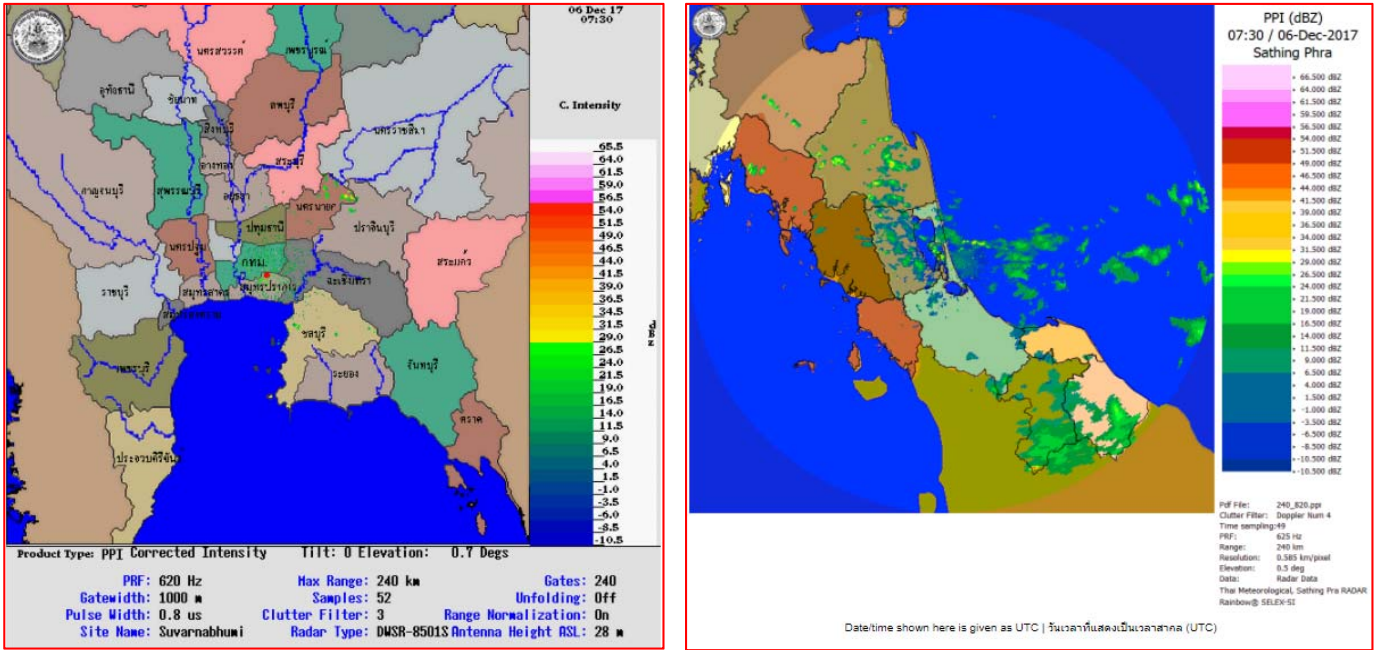 06 Dec 17
07:30
C. Intensity
65.5
64.0
61.5
59.0
56.5
54.0
51.5
49.0
46.5
44.0
41.5
39.0
36.5
34.5
31.5
29.0
26.5
24.0
21.5
19.0
16.5
14.0
11.5
9.0
6.5
4.0
1.5
-1.0
-3.5
-6.0
-8.5
-10.5
นครสวรรค์
เพชรบูรณ์
อุทัยธานี
ชัยนาท
ลพบุรี
สิงห์บุรี
นครราชสีมา
อ่างทอง
สระบุรี
กาญจนบุรี
สุพรรณบุรี
อยุธยา
นครนายก
ปราจีนบุรี
ปทุมธานี
นครปฐม
กทม.
สระแก้ว
ราชบุรี
สมุทรสาคร
สมุทรปราการ
ฉะเชิงเทรา
สมุทรสงคราม
ชลบุรี
เพชรบุรี
ระยอง
จันทบุรี
ตราด
ประจวบคีรีขันธ์
Product Type: PPI Corrected Intensity Tilt: 0 Elevation: 0.7 Degs
PRF: 620 Hz Max Range: 240 km Gates: 240
Gatewidth: 1000 m Samples: 52 Unfolding: Off
Pulse Width: 0.8 us Clutter Filter: 3 Range Normalization: On
Site Name: Suvarnabhumi Radar Type: DWSR-8501S Antenna Height ASL: 28 m
PPI (dBZ)
07:30 / 06-Dec-2017
Sathing Phra
66.500 dBZ
64.000 dBZ
61.500 dBZ
59.500 dBZ
56.500 dBZ
54.000 dBZ
51.500 dBZ
49.000 dBZ
46.500 dBZ
44.000 dBZ
41.500 dBZ
39.000 dBZ
36.500 dBZ
34.000 dBZ
31.500 dBZ
29.000 dBZ
26.500 dBZ
24.000 dBZ
21.500 dBZ
19.000 dBZ
16.500 dBZ
14.000 dBZ
11.500 dBZ
9.000 dBZ
6.500 dBZ
4.000 dBZ
1.500 dBZ
-1.000 dBZ
-3.500 dBZ
-6.500 dBZ
-8.500 dBZ
-10.500 dBZ
-10.500 dBZ
Pdf File: 240_820.ppi
Clutter Filter: Doppler Num 4
Time sampling:49
PRF: 625 Hz
Range: 240 km
Resolution: 0.585 km/pixel
Elevation: 0.5 deg
Data: Radar Data
Thai Meteorological, Sathing Pra RADAR
Rainbow® SELEX-SI
Date/time shown here is given as UTC | วันเวลาที่แสดงเป็นเวลาสากล (UTC)